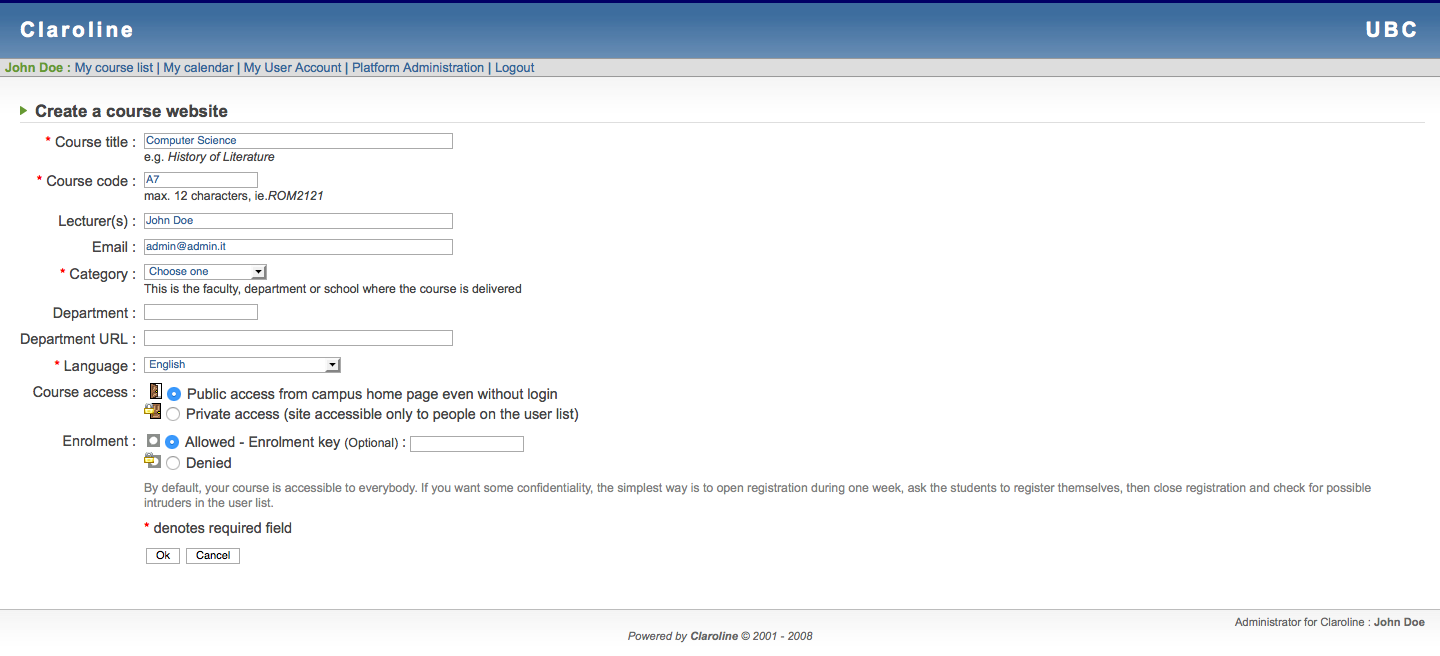 Claroline
UBC
John Doe : My course list | My calendar | My User Account | Platform Administration | Logout
Create a course website
* Course title : Computer Science
e.g. History of Literature
* Course code : A7
max. 12 characters, ie.ROM2121
Lecturer(s) : John Doe
Email : admin@admin.it
* Category : Choose one
This is the faculty, department or school where the course is delivered
Department :
Department URL :
* Language : English
Course access : Public access from campus home page even without login
Private access (site accessible only to people on the user list)
Enrolment : Allowed - Enrolment key (Optional) :
Denied
By default, your course is accessible to everybody. If you want some confidentiality, the simplest way is to open registration during one week, ask the students to register themselves, then close registration and check for possible
intruders in the user list.
* denotes required field
Ok Cancel
Administrator for Claroline : John Doe
Powered by Claroline © 2001 - 2008